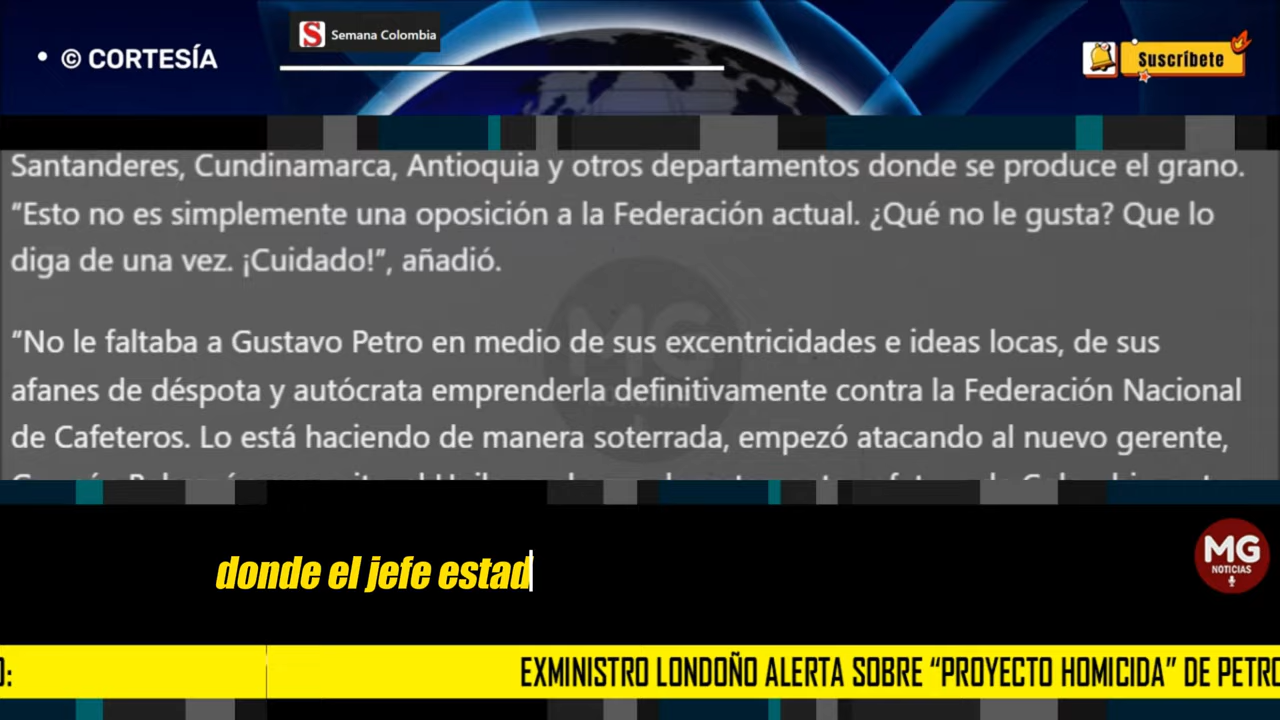 • © CORTESÍA
S Semana Colombia
Suscríbete
Santanderes, Cundinamarca, Antioquia y otros departamentos donde se produce el grano.
“Esto no es simplemente una oposición a la Federación actual. ¿Qué no le gusta? Que lo
diga de una vez. ¡Cuidado!”, añadió.
“No le faltaba a Gustavo Petro en medio de sus excentricidades e ideas locas, de sus
afanes de déspota y autócrata emprenderla definitivamente contra la Federación Nacional
de Cafeteros. Lo está haciendo de manera soterrada, empezó atacando al nuevo gerente,
donde el jefe estad
MG
NOTICIAS
O:
EXMINISTRO LONDOÑO ALERTA SOBRE “PROYECTO HOMICIDA” DE PETRO